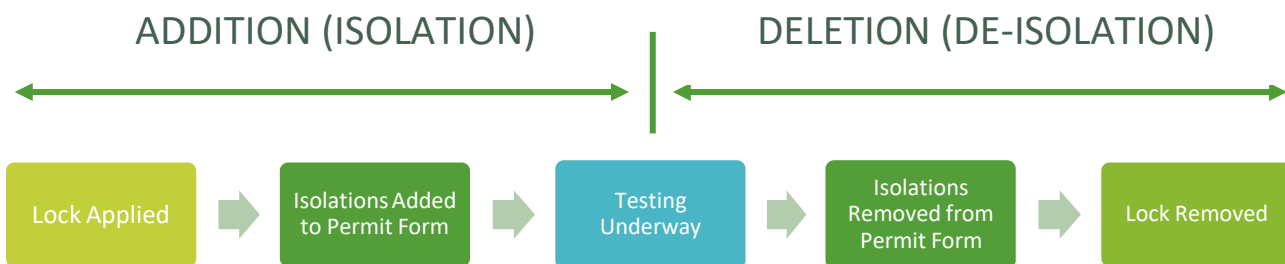 ADDITION (ISOLATION)
DELETION (DE-ISOLATION)
Lock Applied
Isolations Added
to Permit Form
Testing
Underway
Isolations
Removed from
Permit Form
Lock Removed